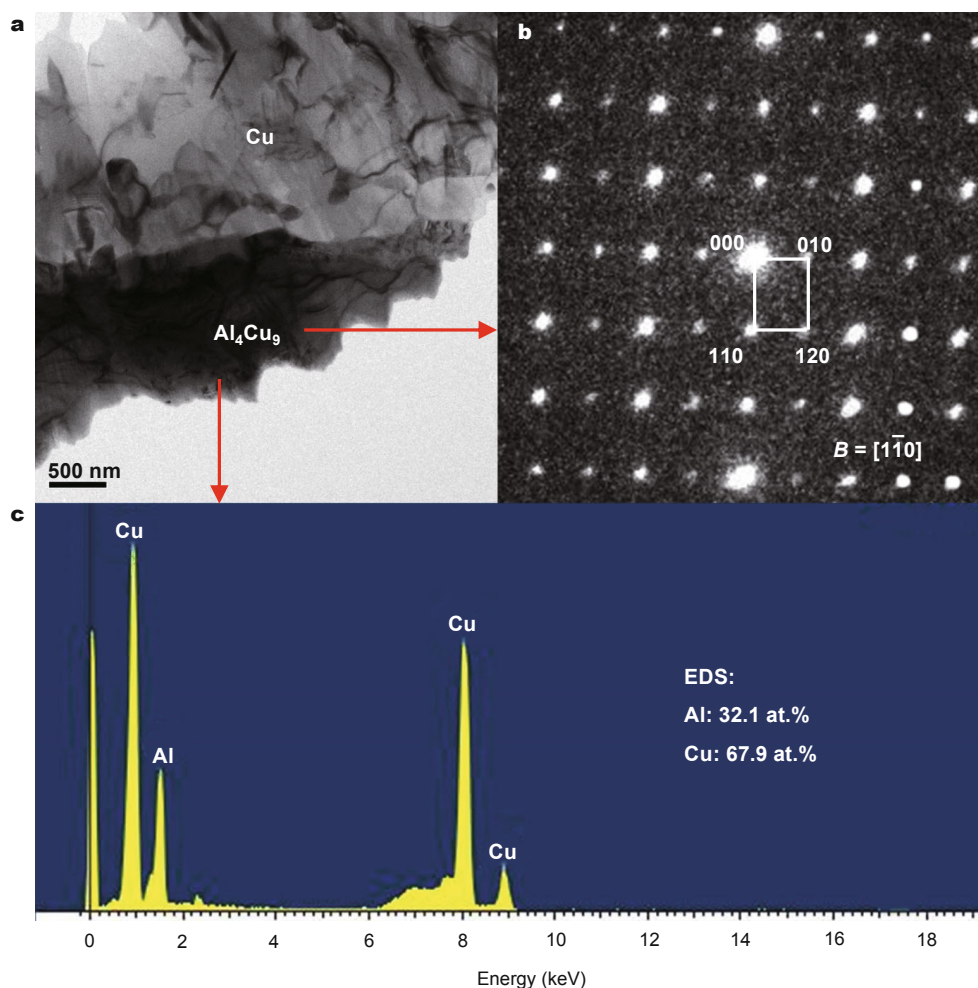 a
Cu
Al₄Cu₉
500 nm
b
000 010
110 120
B = [11̄0]
c
Cu
Al
Cu
Cu
EDS:
Al: 32.1 at.%
Cu: 67.9 at.%
0 2 4 6 8 10 12 14 16 18
Energy (keV)